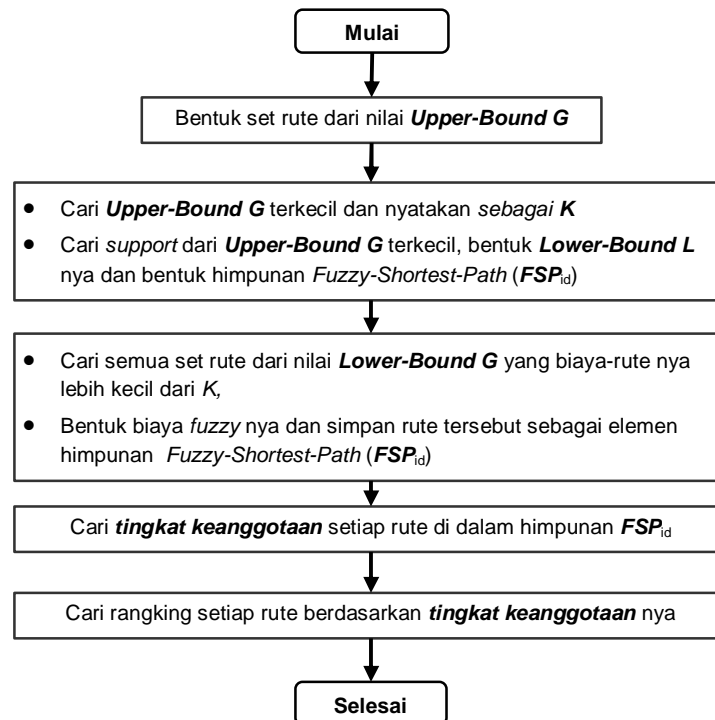 Mulai
Bentuk set rute dari nilai Upper-Bound G
• Cari Upper-Bound G terkecil dan nyatakan sebagai K
• Cari support dari Upper-Bound G terkecil, bentuk Lower-Bound L
nya dan bentuk himpunan Fuzzy-Shortest-Path (FSPid)
• Cari semua set rute dari nilai Lower-Bound G yang biaya-rute nya
lebih kecil dari K,
• Bentuk biaya fuzzy nya dan simpan rute tersebut sebagai elemen
himpunan Fuzzy-Shortest-Path (FSPid)
Cari tingkat keanggotaan setiap rute di dalam himpunan FSPid
Cari rangking setiap rute berdasarkan tingkat keanggotaan nya
Selesai